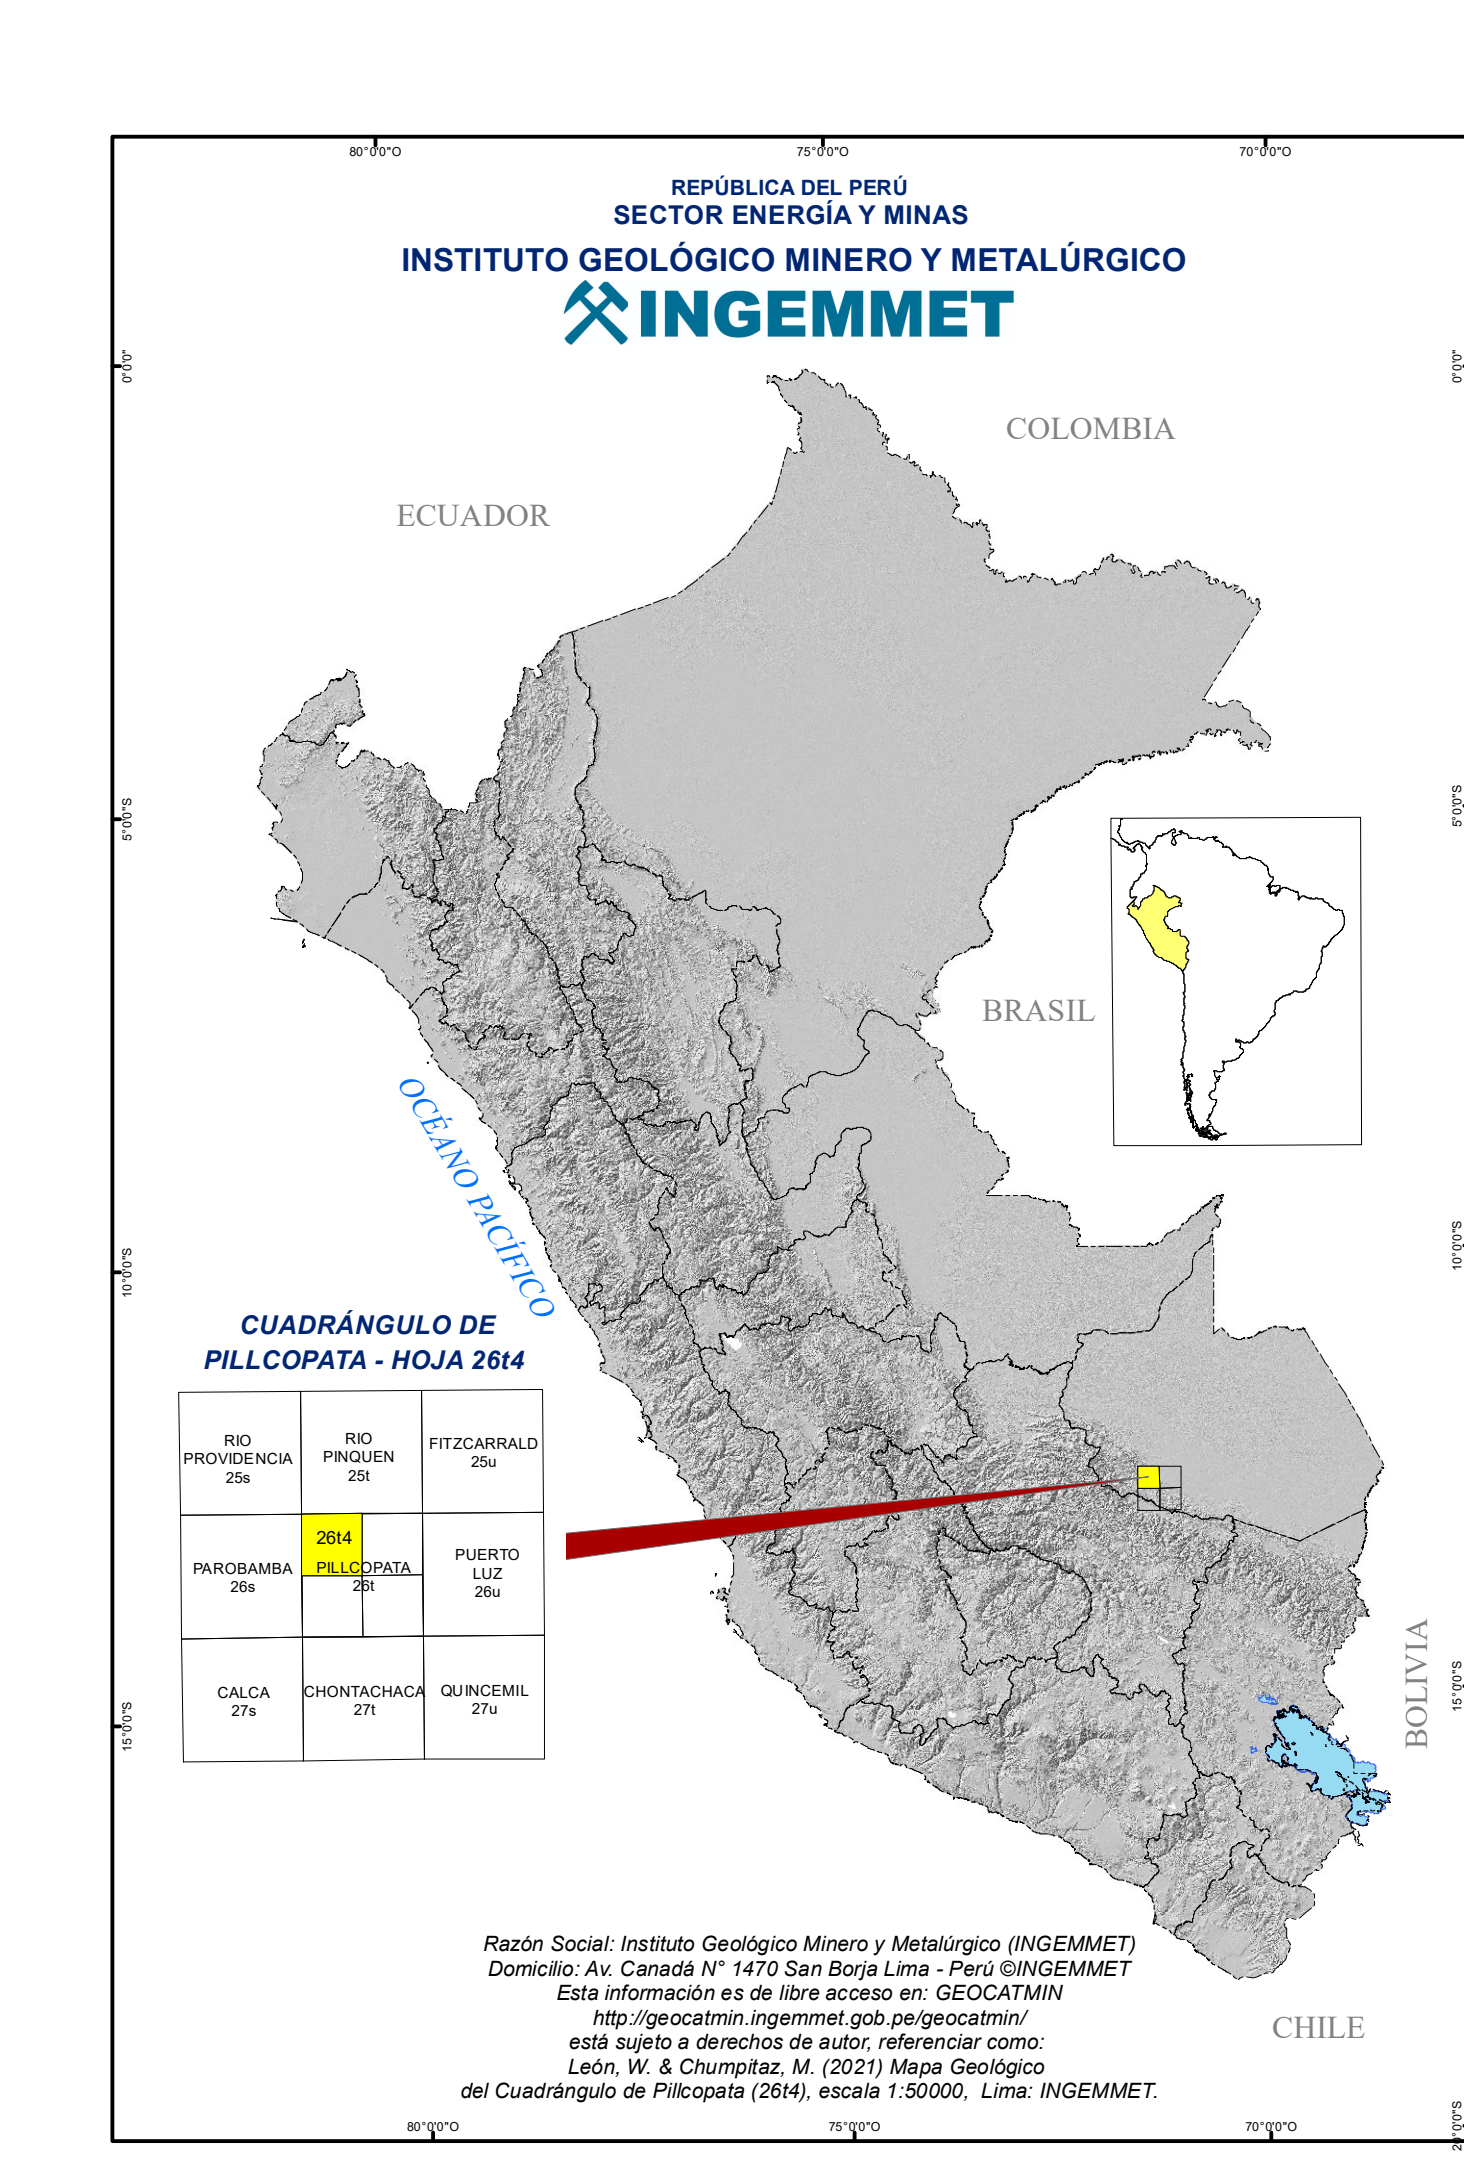 80°0'0"O
75°0'0"O
70°0'0"O
REPÚBLICA DEL PERÚ
SECTOR ENERGÍA Y MINAS
INSTITUTO GEOLÓGICO MINERO Y METALÚRGICO
INGEMMET
0°0'0"
0°0'0"
COLOMBIA
ECUADOR
5°0'0"S
5°0'0"S
BRASIL
OCÉANO PACÍFICO
10°0'0"S
10°0'0"S
CUADRÁNGULO DE
PILLCOPATA - HOJA 26t4
RIO
PROVIDENCIA
25s
RIO
PINQUEN
25t
FITZCARRALD
25u
PAROBAMBA
26s
26t4
PILLCOPATA
26t
PUERTO
LUZ
26u
CALCA
27s
CHONTACHACA
27t
QUINCEMIL
27u
BOLIVIA
15°0'0"S
15°0'0"S
Razón Social: Instituto Geológico Minero y Metalúrgico (INGEMMET)
Domicilio: Av. Canadá N° 1470 San Borja Lima - Perú ©INGEMMET
Esta información es de libre acceso en: GEOCATMIN
http://geocatmin.ingemmet.gob.pe/geocatmin/
está sujeto a derechos de autor, referenciar como:
León, W. & Chumpitaz, M. (2021) Mapa Geológico
del Cuadrángulo de Pillcopata (26t4), escala 1:50000, Lima: INGEMMET.
CHILE
80°0'0"O
75°0'0"O
70°0'0"O
20°0'0"S